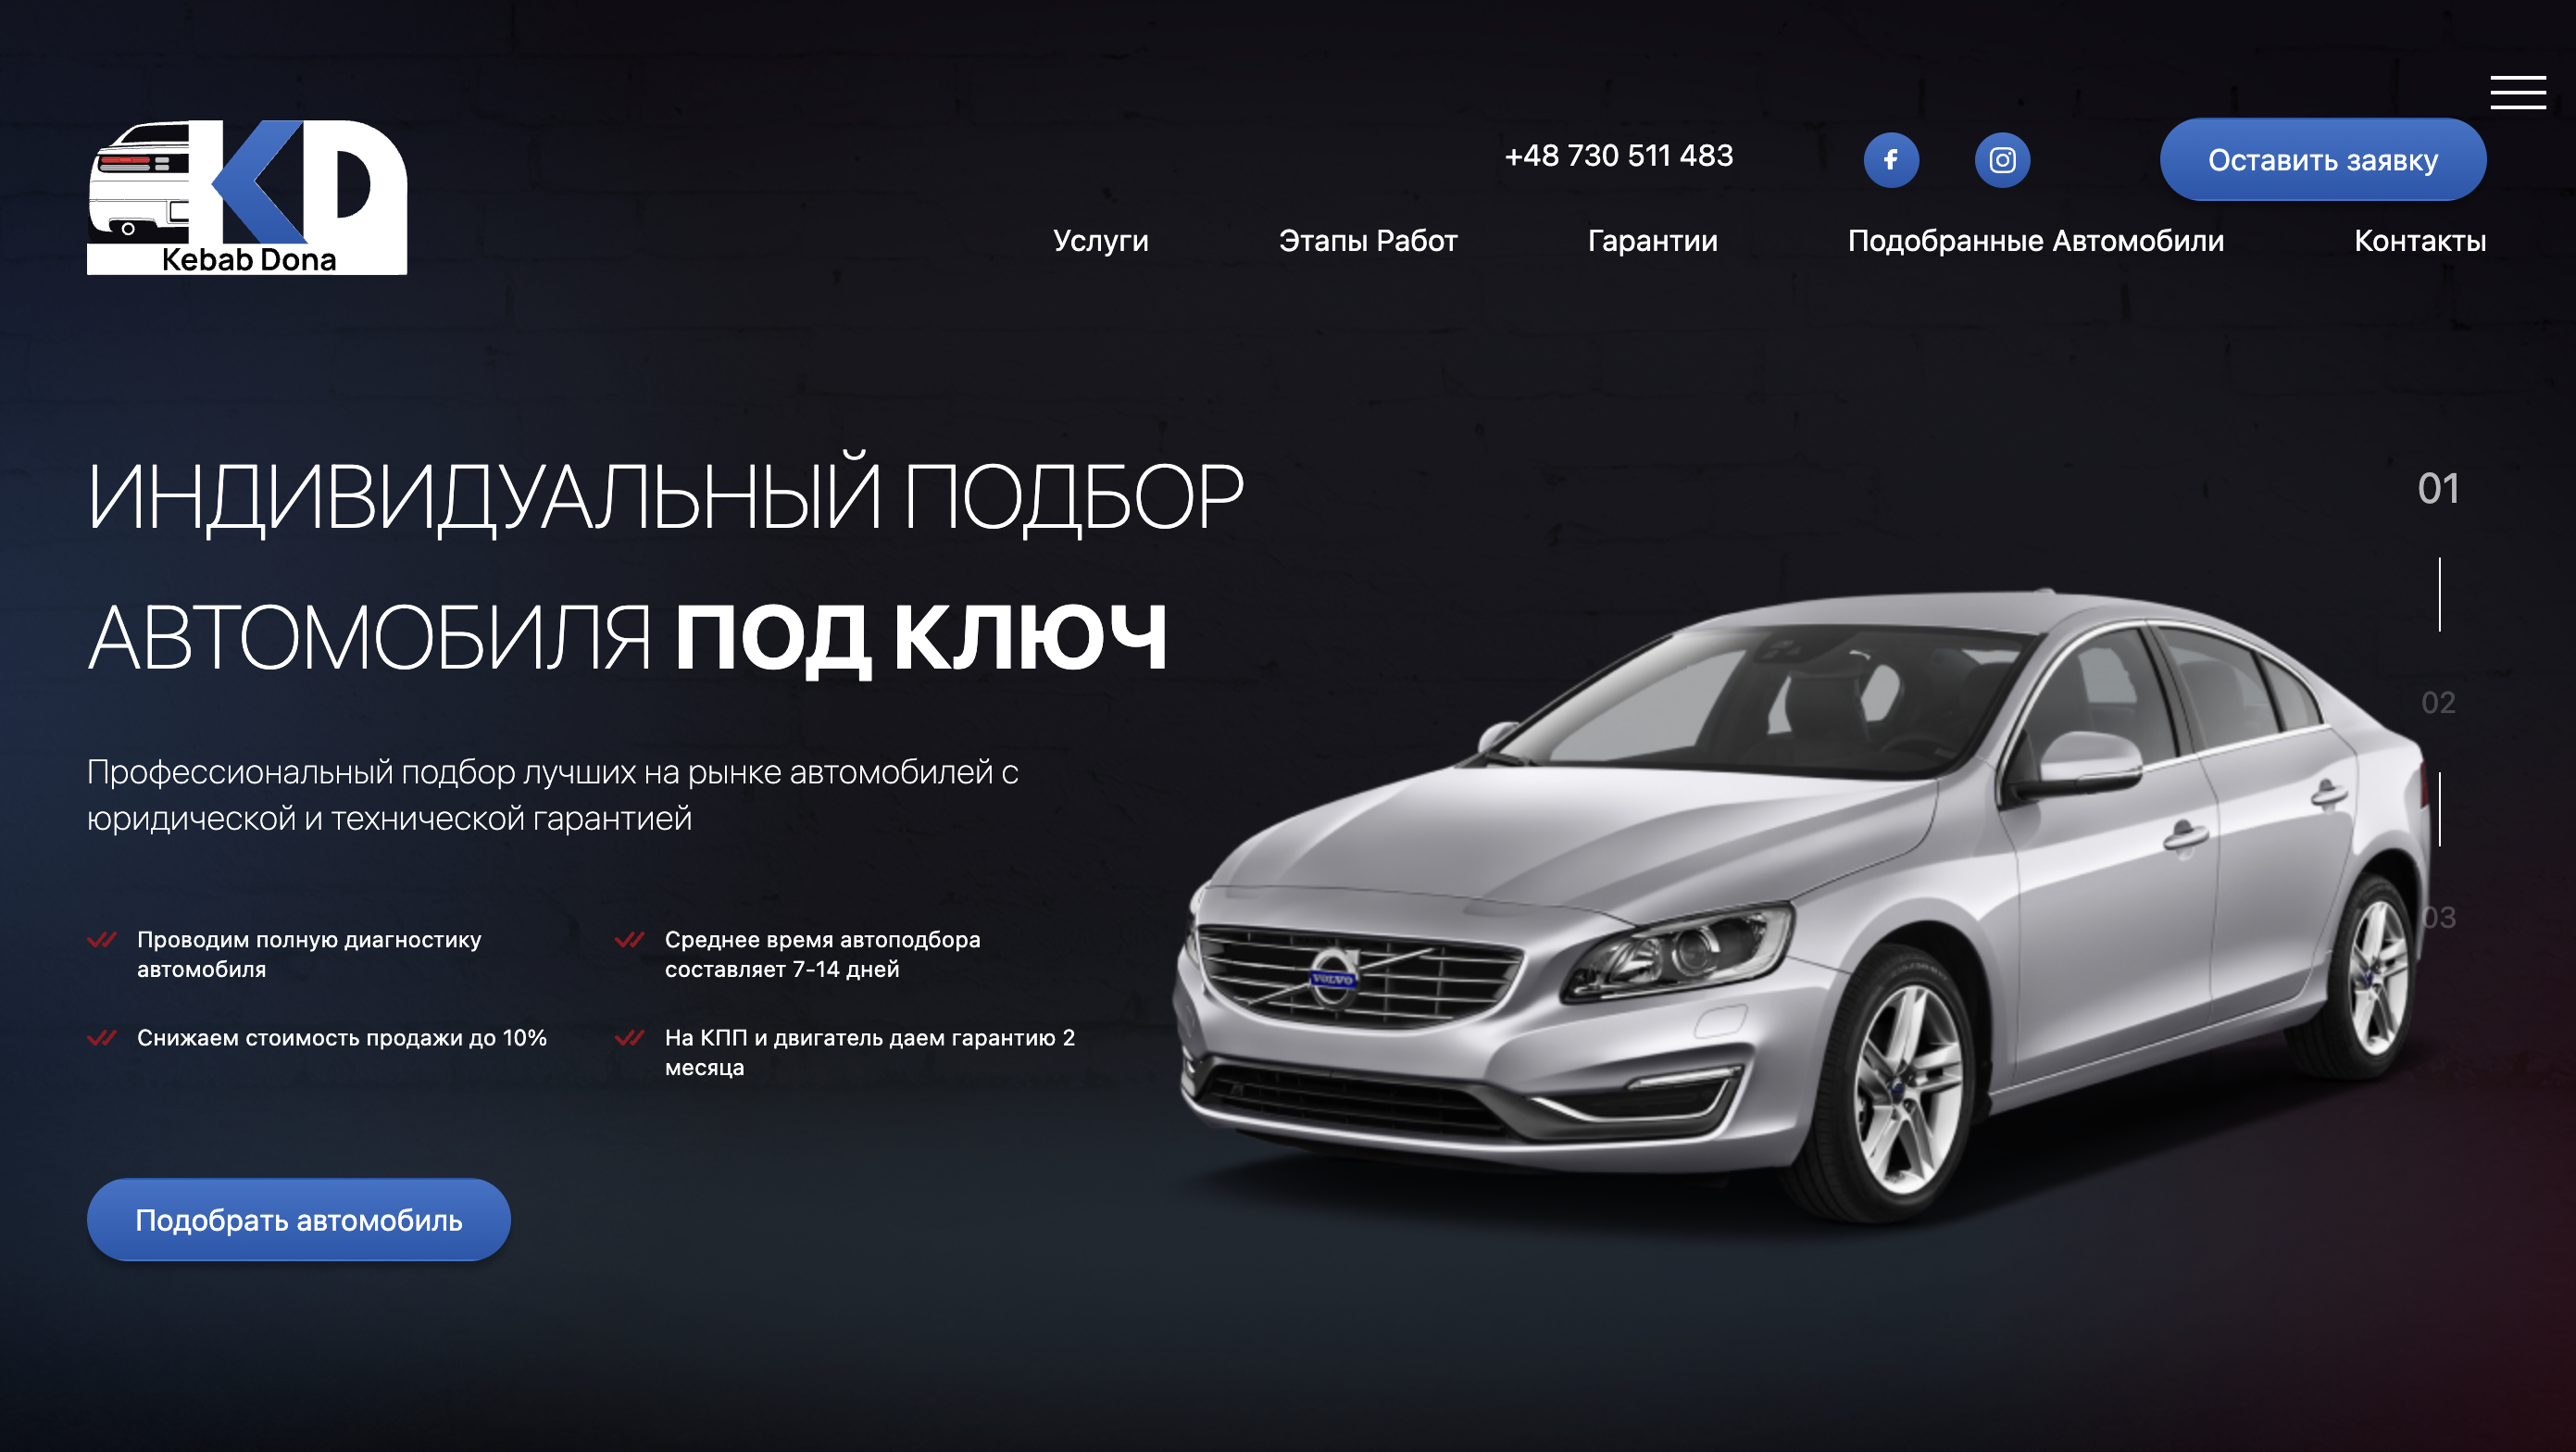 Kebab Dona
+48 730 511 483
Оставить заявку
Услуги
Этапы Работ
Гарантии
Подобранные Автомобили
Контакты
ИНДИВИДУАЛЬНЫЙ ПОДБОР
АВТОМОБИЛЯ ПОД КЛЮЧ
Профессиональный подбор лучших на рынке автомобилей с
юридической и технической гарантией
Проводим полную диагностику
автомобиля
Среднее время автоподбора
составляет 7-14 дней
Снижаем стоимость продажи до 10%
На КПП и двигатель даем гарантию 2
месяца
Подобрать автомобиль
01
02
03
VOLVO
KD